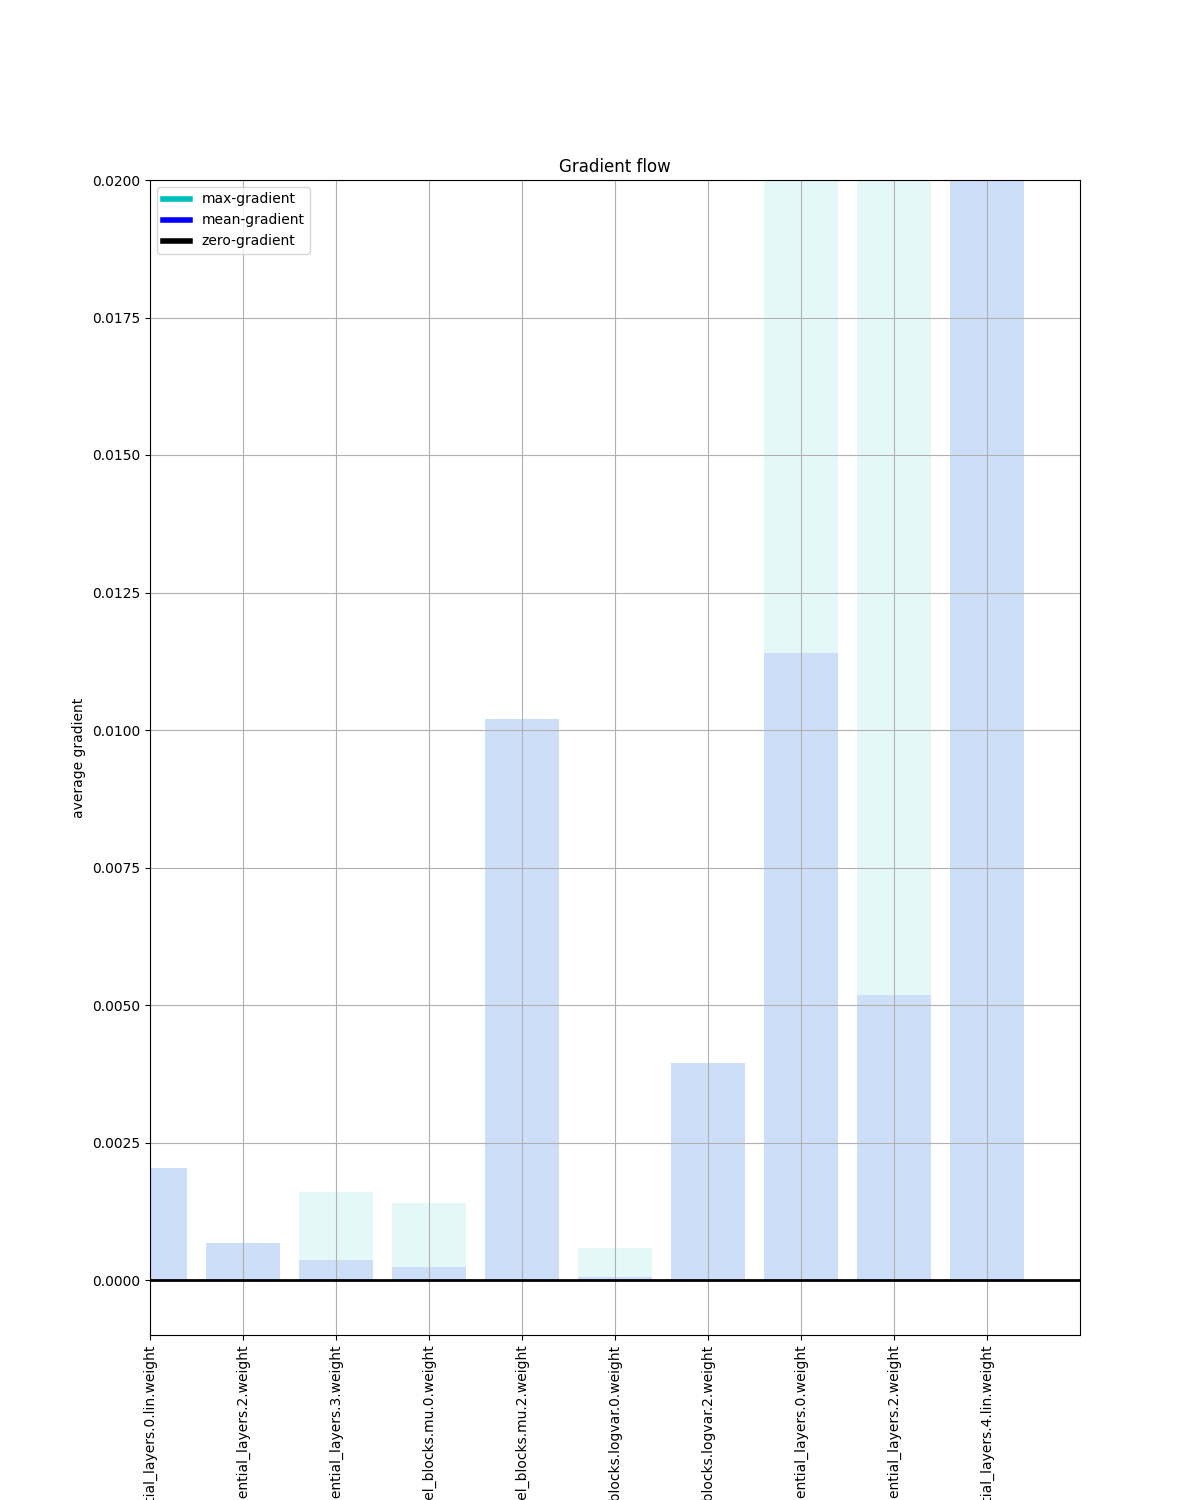 Gradient flow
max-gradient
mean-gradient
zero-gradient
0.0200
0.0175
0.0150
0.0125
0.0100
0.0075
0.0050
0.0025
0.0000
average gradient
tial_layers.0.lin.weight
ential_layers.2.weight
ential_layers.3.weight
el_blocks.mu.0.weight
el_blocks.mu.2.weight
blocks.logvar.0.weight
blocks.logvar.2.weight
ential_layers.0.weight
ential_layers.2.weight
tial_layers.4.lin.weight